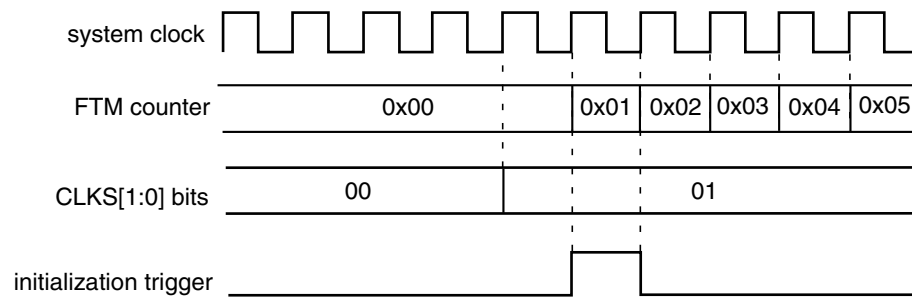 system clock
FTM counter 0x00 0x01 0x02 0x03 0x04 0x05
CLKS[1:0] bits 00 01
initialization trigger